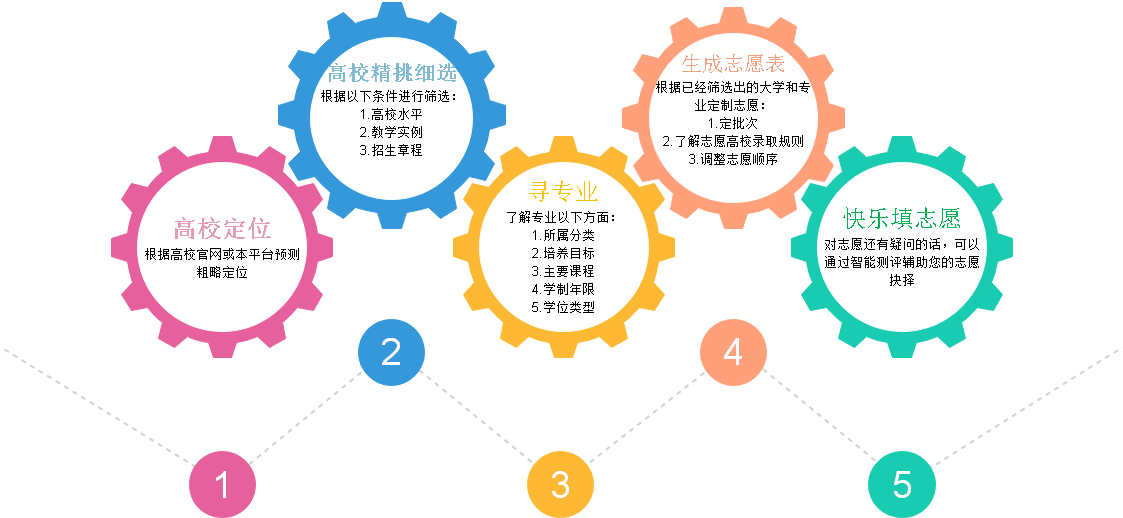 高校定位
根据高校官网或本平台预测
粗略定位
1
高校精挑细选
根据以下条件进行筛选：
1.高校水平
2.教学实例
3.招生章程
2
寻专业
了解专业以下方面：
1.所属分类
2.培养目标
3.主要课程
4.学制年限
5.学位类型
3
生成志愿表
根据已经筛选出的大学和专
业定制志愿：
1.定批次
2.了解志愿高校录取规则
3.调整志愿顺序
4
快乐填志愿
对志愿还有疑问的话，可以
通过智能测评辅助您的志愿
抉择
5